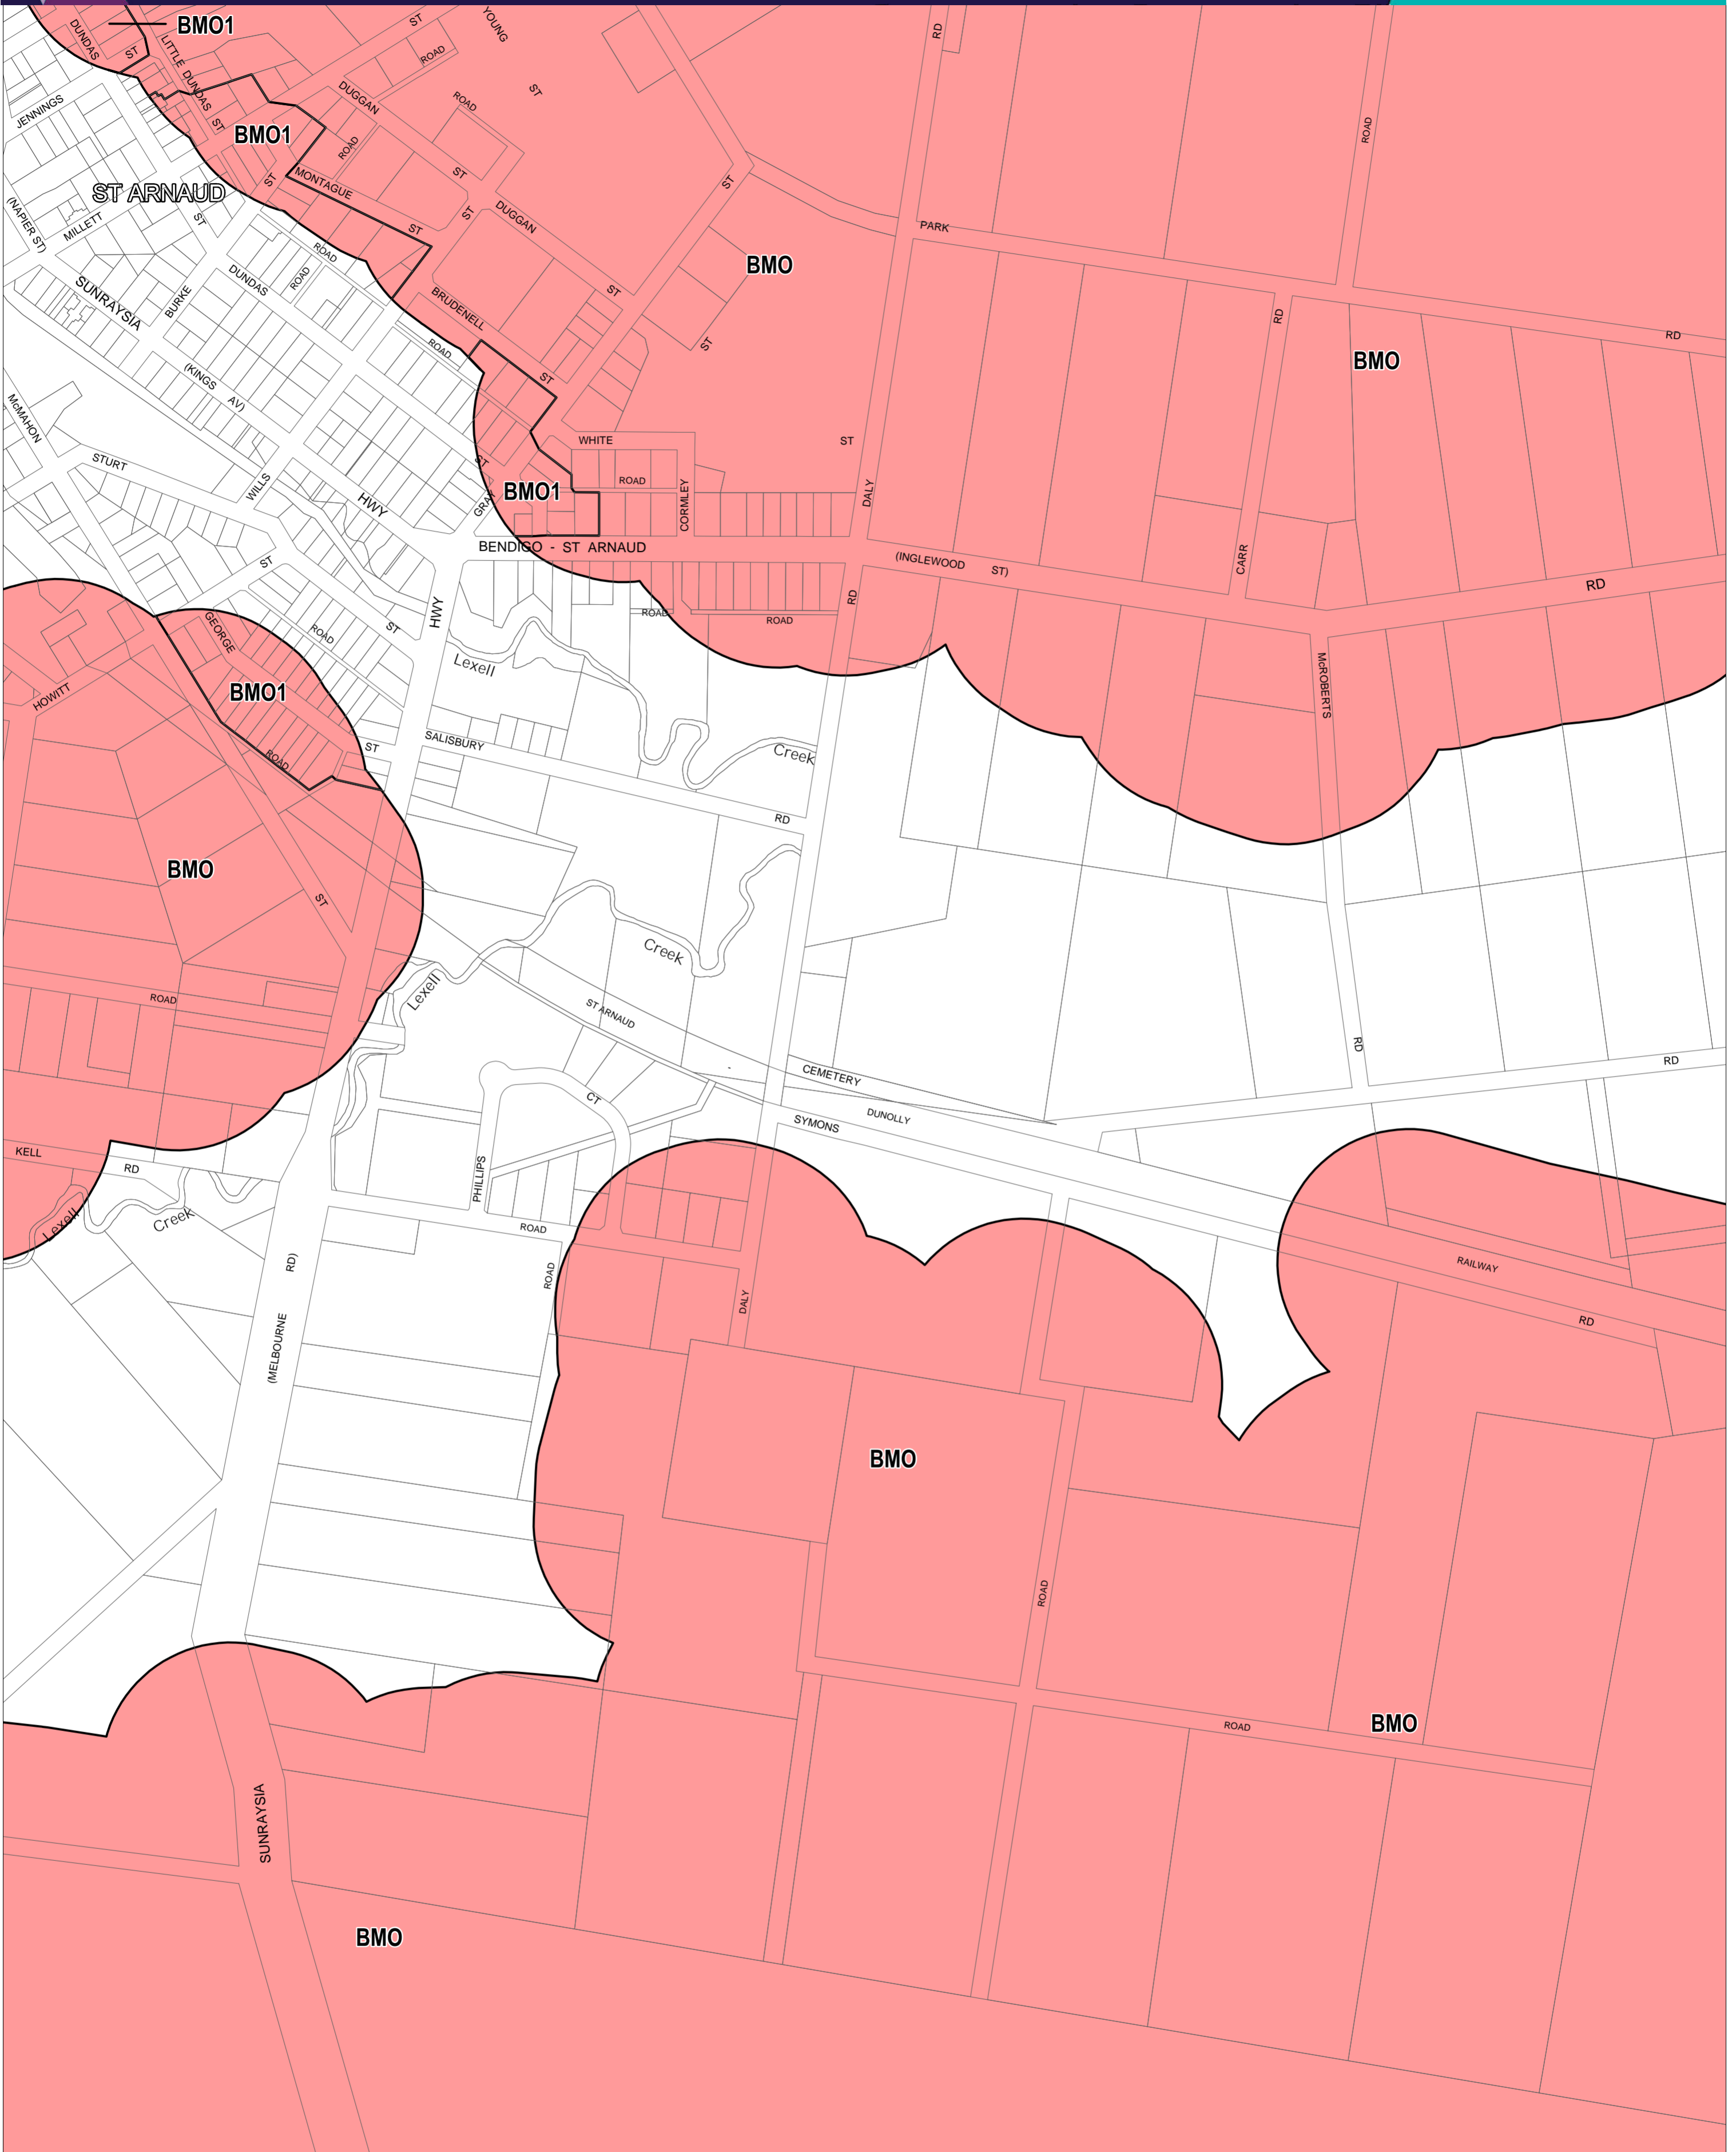 BMO1
DUNDAS
ST
LITTLE DUNDAS
ST
ST
YOUNG
ST
ROAD
RD
ROAD
JENNINGS
DUGGAN
ROAD
BMO1
ROAD
ST
MONTAGUE
ST
ST
ST
DUGGAN
ST
ST
ST ARNAUD
(NAPIER ST)
MILLETT
ST
ROAD
PARK
BMO
SUNRAYSIA
BURKE
DUNDAS
ROAD
BRUDENELL
ST
ST
RD
RD
BMO
ROAD
(KINGS
AV)
ST
McMAHON
STURT
WILLS
HWY
ST
WHITE
ROAD
ST
BMO1
CORMLEY
DALY
BENDIGO - ST ARNAUD
(INGLEWOOD
ST)
CARR
RD
ST
HWY
RD
ROAD
ROAD
GEORGE
ROAD
ST
Lexell
McROBERTS
HOWITT
BMO1
ROAD
ST
SALISBURY
Creek
RD
BMO
ST
Creek
Lexell
ROAD
ST ARNAUD
RD
RD
-
CEMETERY
CT
DUNOLLY
SYMONS
KELL
RD
PHILLIPS
Lexell
Creek
ROAD
RD)
ROAD
DALY
RAILWAY
RD
(MELBOURNE
BMO
ROAD
ROAD
BMO
SUNRAYSIA
BMO